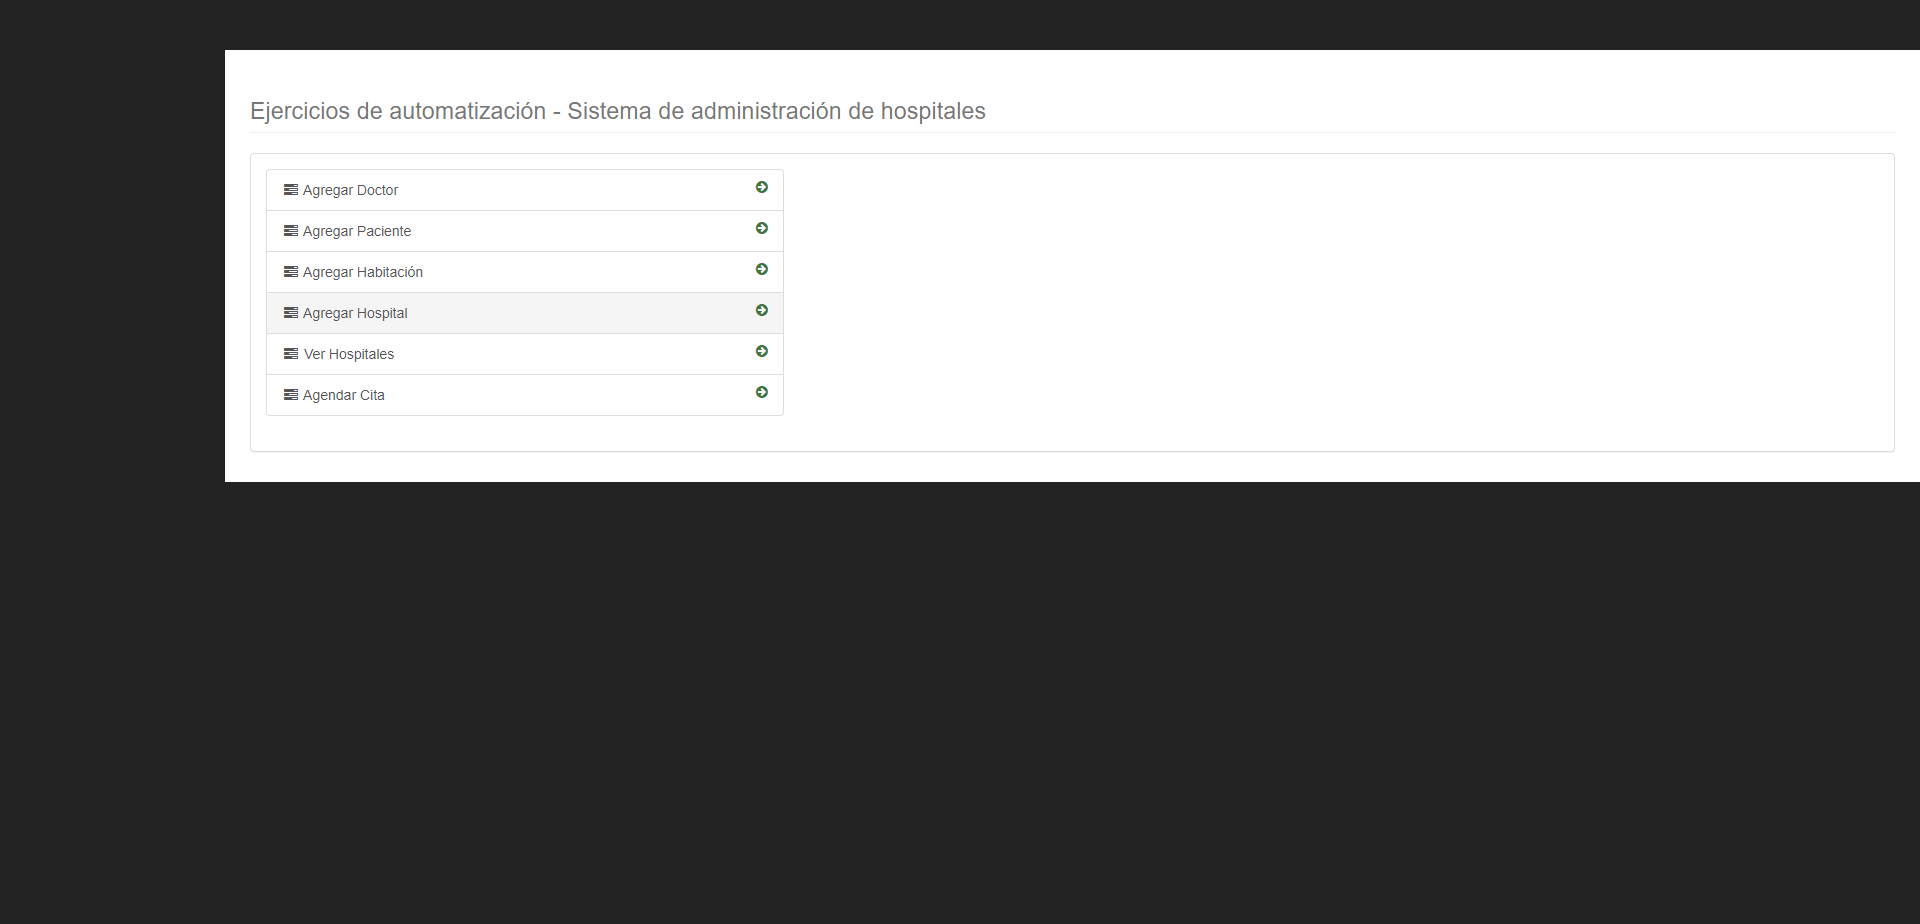 Ejercicios de automatización - Sistema de administración de hospitales
Agregar Doctor
Agregar Paciente
Agregar Habitación
Agregar Hospital
Ver Hospitales
Agendar Cita